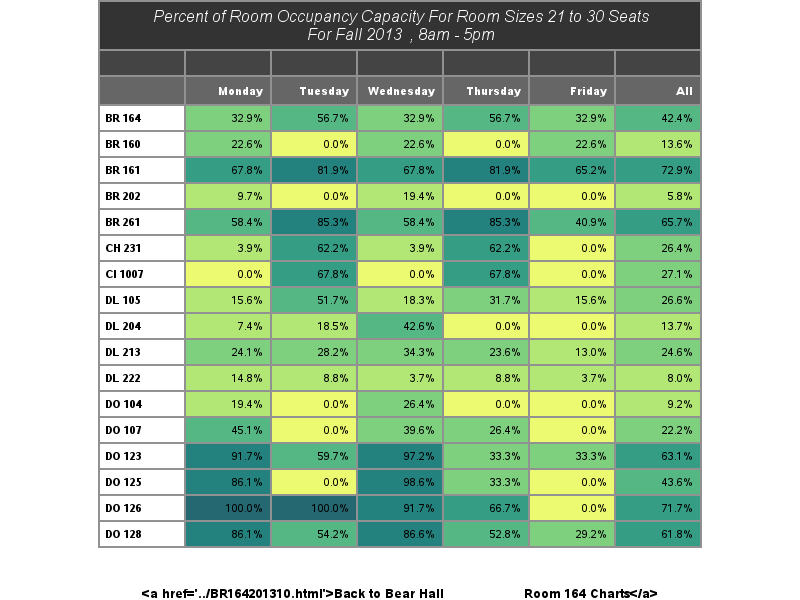 Percent of Room Occupancy Capacity For Room Sizes 21 to 30 Seats
For Fall 2013 , 8am - 5pm
Monday Tuesday Wednesday Thursday Friday All
BR 164 32.9% 56.7% 32.9% 56.7% 32.9% 42.4%
BR 160 22.6% 0.0% 22.6% 0.0% 22.6% 13.6%
BR 161 67.8% 81.9% 67.8% 81.9% 65.2% 72.9%
BR 202 9.7% 0.0% 19.4% 0.0% 0.0% 5.8%
BR 261 58.4% 85.3% 58.4% 85.3% 40.9% 65.7%
CH 231 3.9% 62.2% 3.9% 62.2% 0.0% 26.4%
CI 1007 0.0% 67.8% 0.0% 67.8% 0.0% 27.1%
DL 105 15.6% 51.7% 18.3% 31.7% 15.6% 26.6%
DL 204 7.4% 18.5% 42.6% 0.0% 0.0% 13.7%
DL 213 24.1% 28.2% 34.3% 23.6% 13.0% 24.6%
DL 222 14.8% 8.8% 3.7% 8.8% 3.7% 8.0%
DO 104 19.4% 0.0% 26.4% 0.0% 0.0% 9.2%
DO 107 45.1% 0.0% 39.6% 26.4% 0.0% 22.2%
DO 123 91.7% 59.7% 97.2% 33.3% 33.3% 63.1%
DO 125 86.1% 0.0% 98.6% 33.3% 0.0% 43.6%
DO 126 100.0% 100.0% 91.7% 66.7% 0.0% 71.7%
DO 128 86.1% 54.2% 86.6% 52.8% 29.2% 61.8%
<a href='../BR164201310.html'>Back to Bear Hall Room 164 Charts</a>